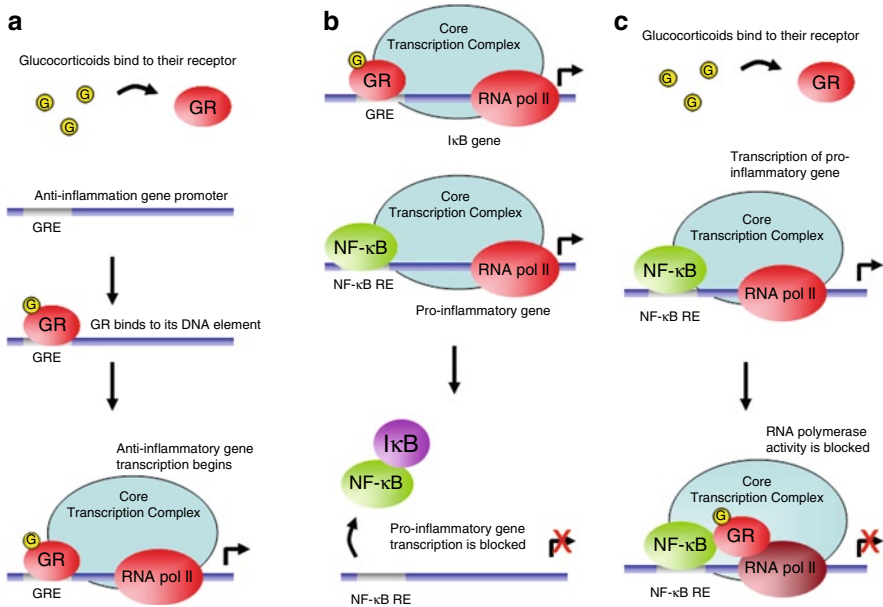 a
Glucocorticoids bind to their receptor
G
G
G
GR
Anti-inflammation gene promoter
GRE
G
GR
GR binds to its DNA element
GRE
Anti-inflammatory gene
transcription begins
Core
Transcription Complex
G
GR
RNA pol II
GRE
b
Core
Transcription Complex
G
GR
RNA pol II
GRE
IκB gene
Core
Transcription Complex
NF-κB
RNA pol II
NF-κB RE
Pro-inflammatory gene
IκB
NF-κB
Pro-inflammatory gene
transcription is blocked
X
NF-κB RE
c
Glucocorticoids bind to their receptor
G
G
G
GR
Transcription of pro-
inflammatory gene
Core
Transcription Complex
NF-κB
RNA pol II
NF-κB RE
RNA polymerase
activity is blocked
Core
Transcription Complex
G
GR
NF-κB
RNA pol II
X
NF-κB RE